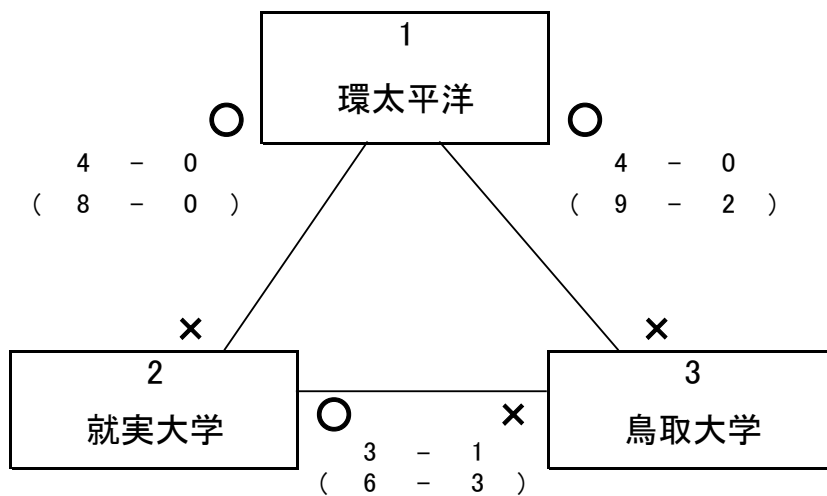 1
環太平洋
○ ○
4 - 0
( 8 - 0 )
4 - 0
( 9 - 2 )
× ×
2
就実大学
3
鳥取大学
○ ×
3 - 1
( 6 - 3 )